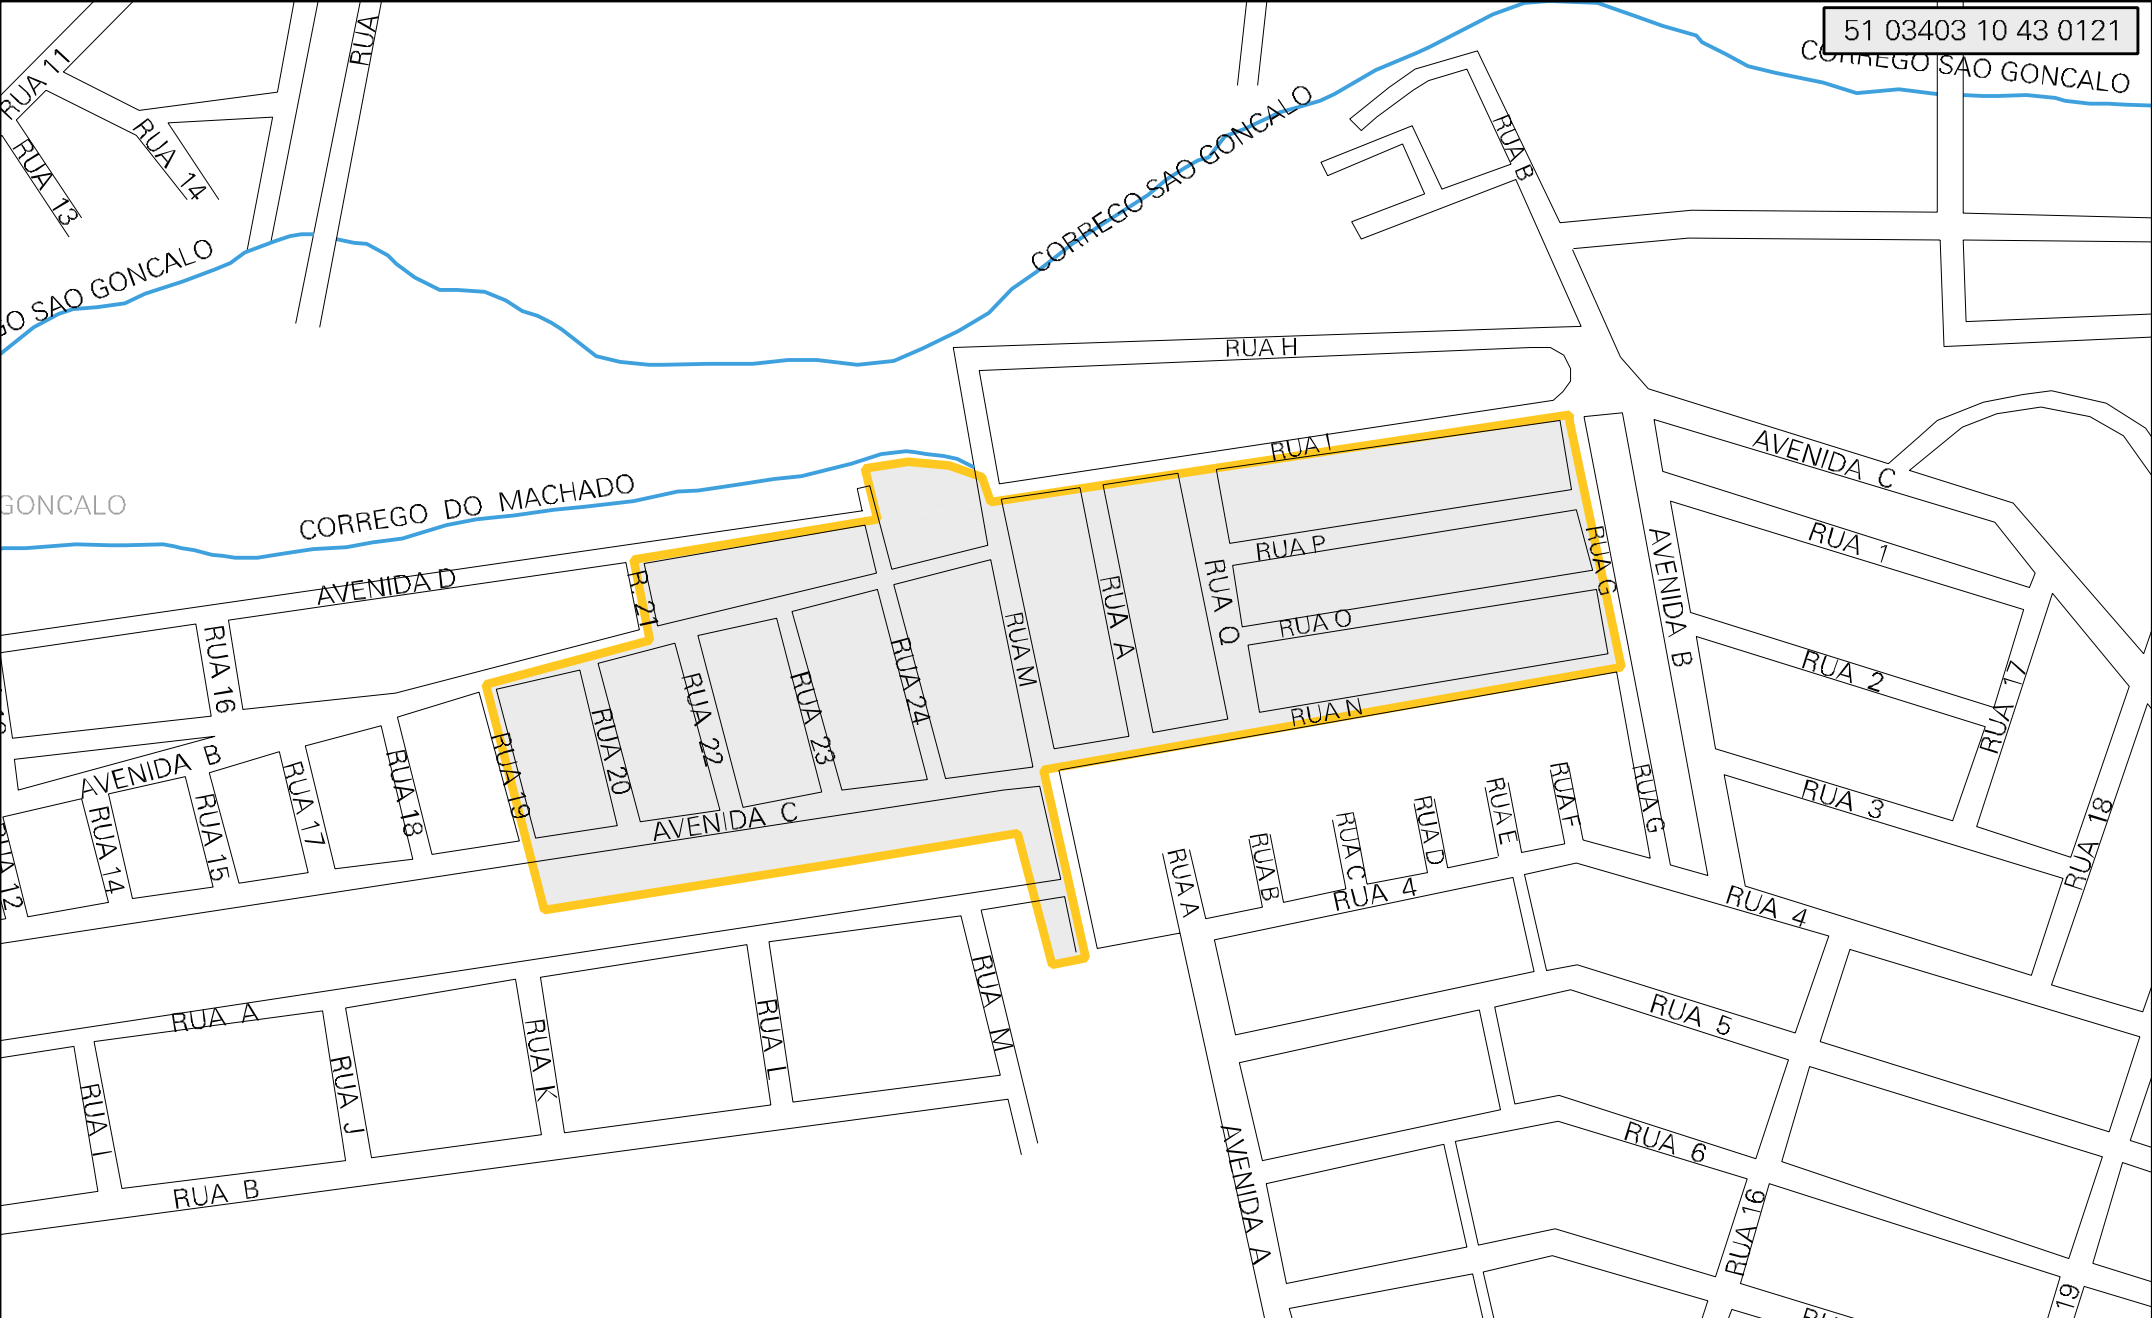 51 03403 10 43 0121
RUA
RUA 11
CORREGO SAO GONCALO
CORREGO SAO GONCALO
RUA B
RUA 14
RUA 13
GO SAO GONCALO
RUA H
AVENIDA C
RUA I
GONCALO
CORREGO DO MACHADO
RUA 1
RUA P
RUA G
AVENIDA B
AVENIDA D
R. 21
RUA A
RUA Q
RUA O
RUA M
RUA 16
RUA 24
RUA 2
RUA 17
RUA 22
RUA 23
RUA N
RUA 19
RUA 20
AVENIDA B
RUA 18
RUA 17
RUA 15
RUA 14
RUA 12
AVENIDA C
RUA G
RUA F
RUA E
RUA D
RUA C
RUA B
RUA A
RUA 3
RUA 18
RUA 4
RUA 4
RUA M
RUA L
RUA K
RUA A
RUA J
RUA I
RUA 5
RUA 6
AVENIDA A
RUA B
RUA 16
19